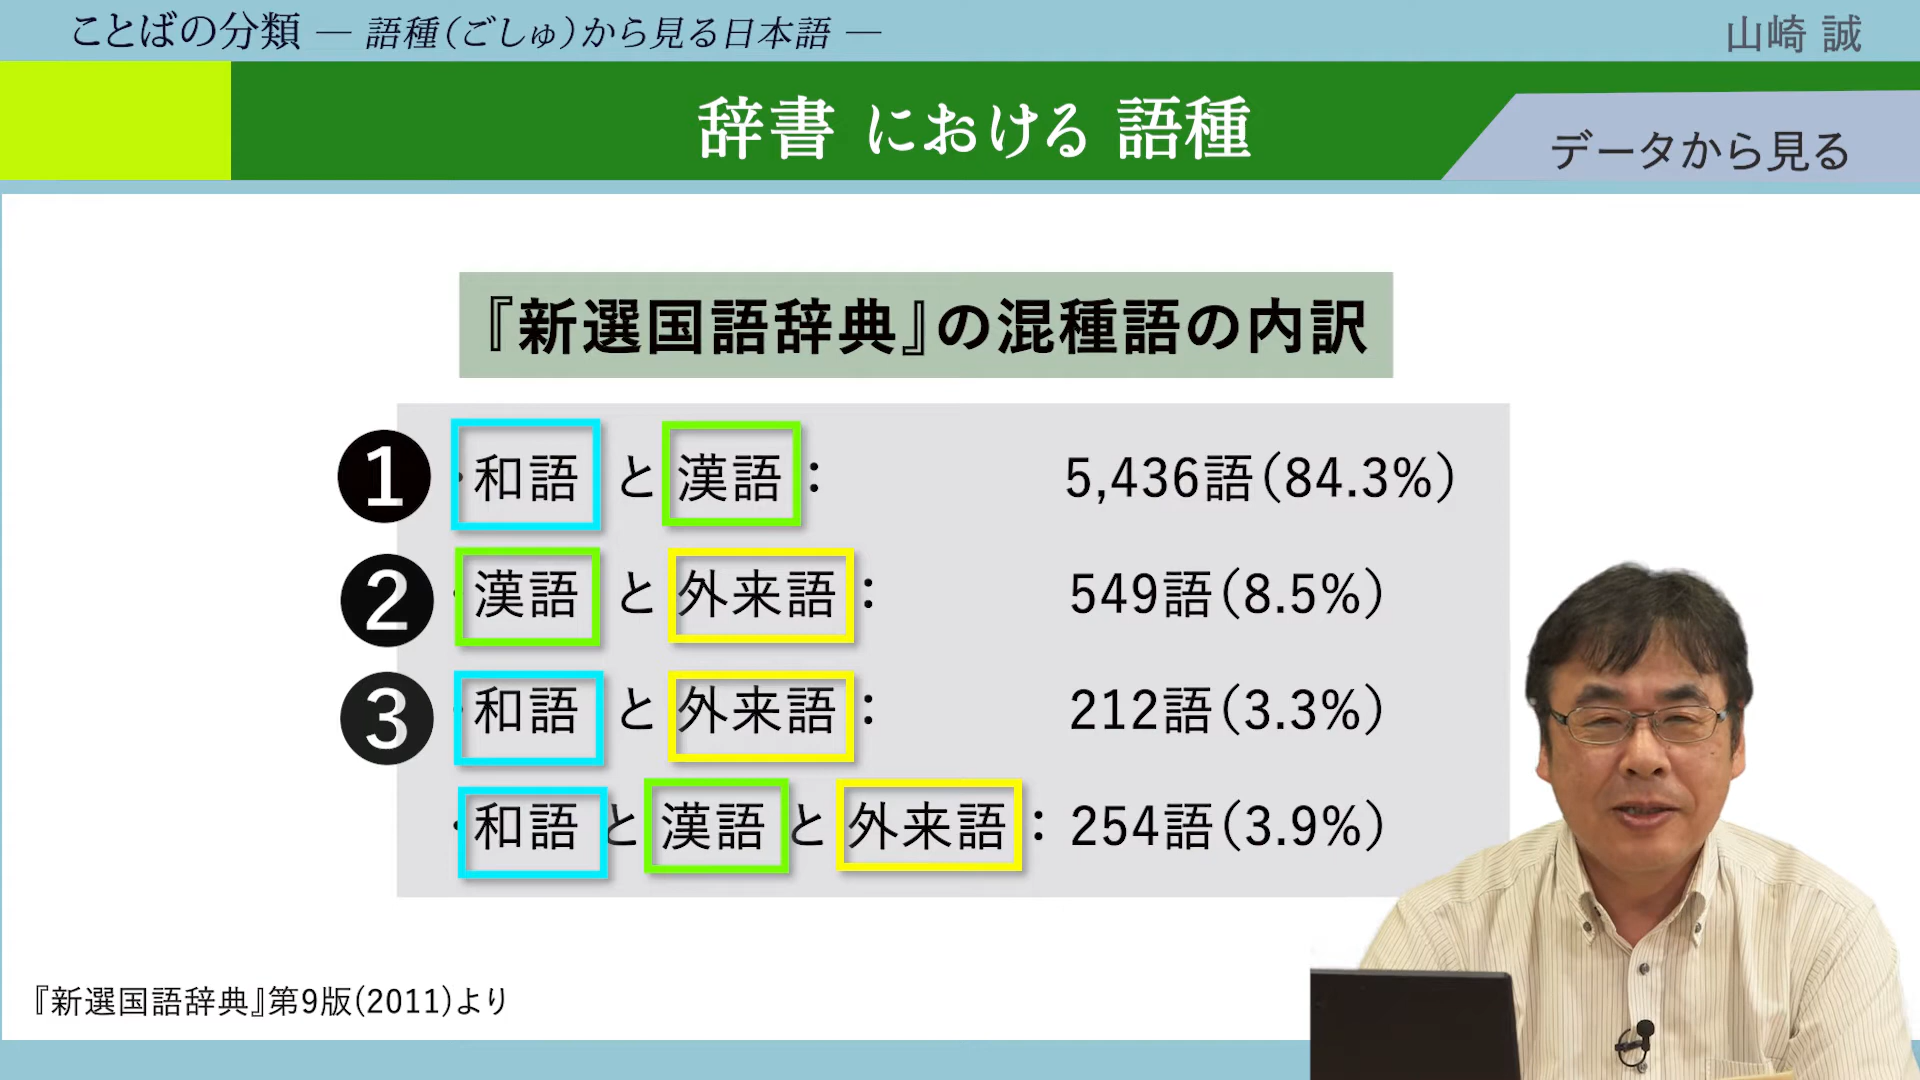 ことばの分類 ― 語種(ごしゅ)から見る日本語 ―
山崎 誠
辞書 における 語種
データから見る
『新選国語辞典』の混種語の内訳
❶・和語 と 漢語： 5,436語(84.3%)
❷・漢語 と 外来語： 549語(8.5%)
❸・和語 と 外来語： 212語(3.3%)
・和語 と 漢語 と 外来語： 254語(3.9%)
『新選国語辞典』第9版(2011)より